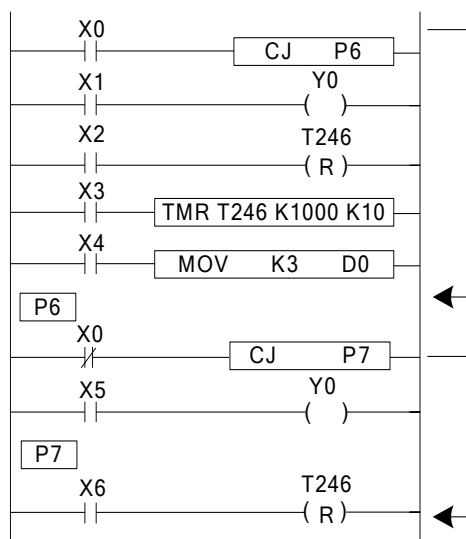 X0
CJ P6
X1 Y0
X2 T246
R
X3
TMR T246 K1000 K10
X4
MOV K3 D0
P6
X0
CJ P7
X5 Y0
P7
X6 T246
R